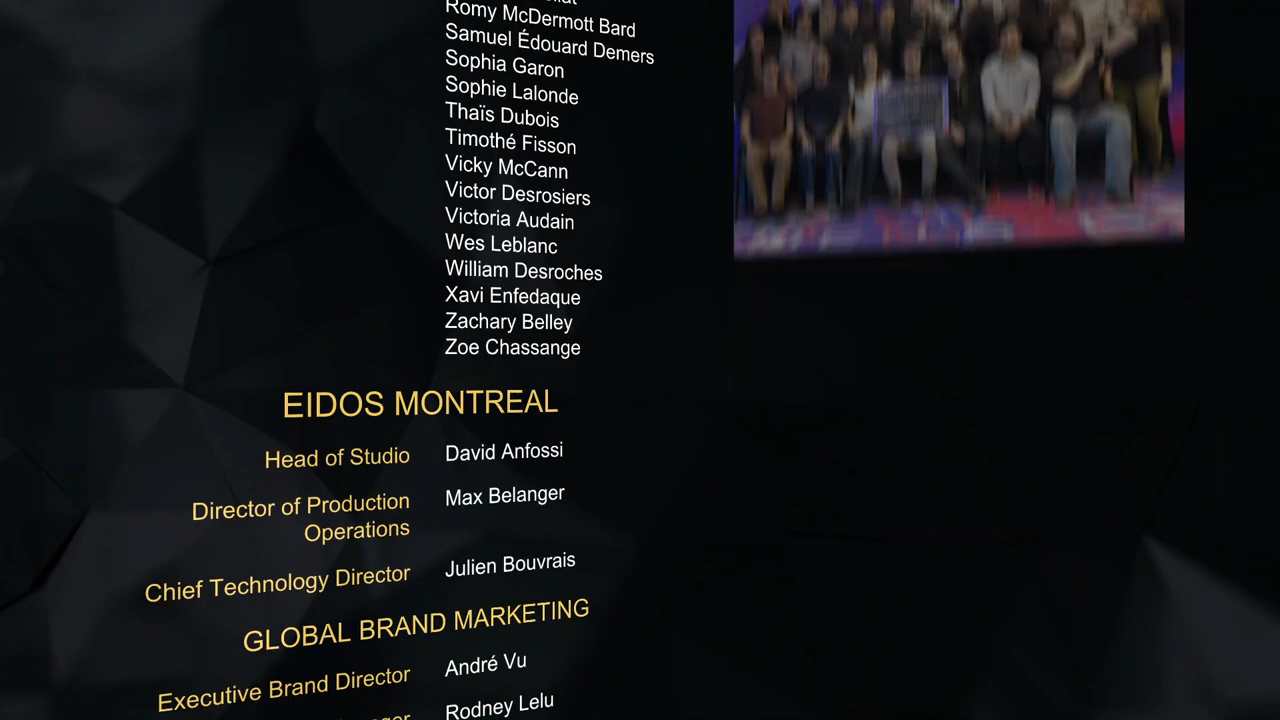 Romy McDermott Bard
Samuel Édouard Demers
Sophia Garon
Sophie Lalonde
Thaïs Dubois
Timothé Fisson
Vicky McCann
Victor Desrosiers
Victoria Audain
Wes Leblanc
William Desroches
Xavi Enfedaque
Zachary Belley
Zoe Chassange
EIDOS MONTREAL
Head of Studio David Anfossi
Director of Production Max Belanger
Operations
Chief Technology Director Julien Bouvrais
GLOBAL BRAND MARKETING
Executive Brand Director André Vu
Rodney Lelu